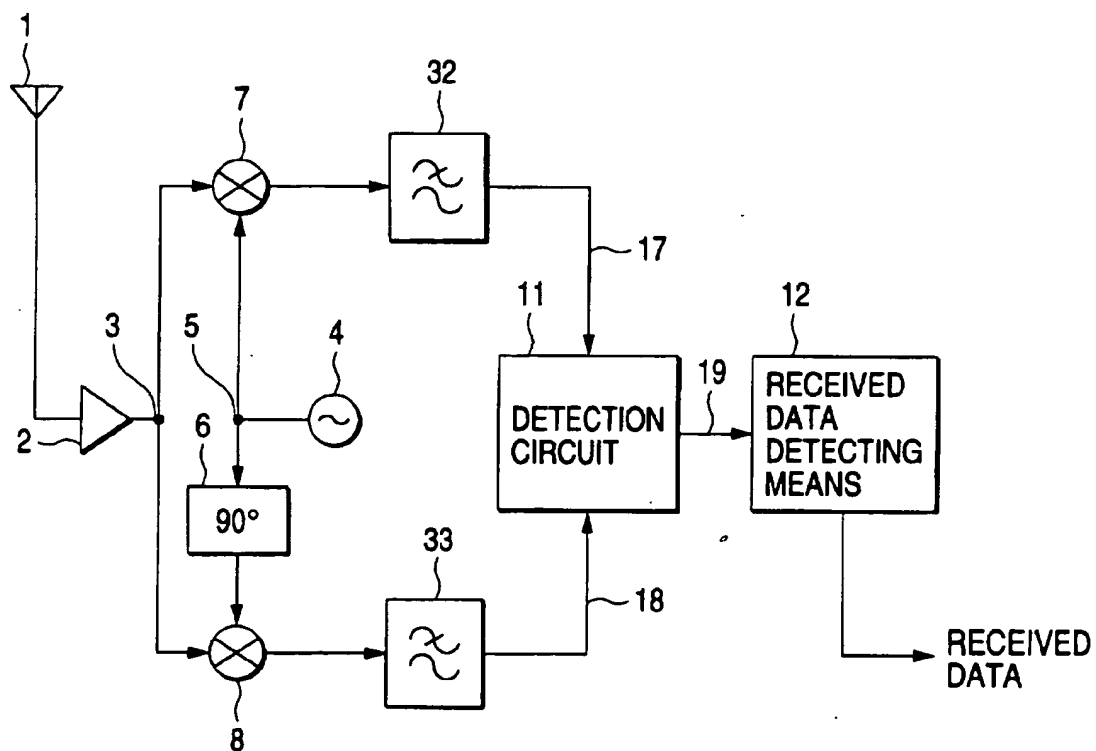 1
32
7
17
11
12
3
5
4
19
RECEIVED
DATA
DETECTING
MEANS
DETECTION
CIRCUIT
2
6
90°
33
18
8
RECEIVED
DATA